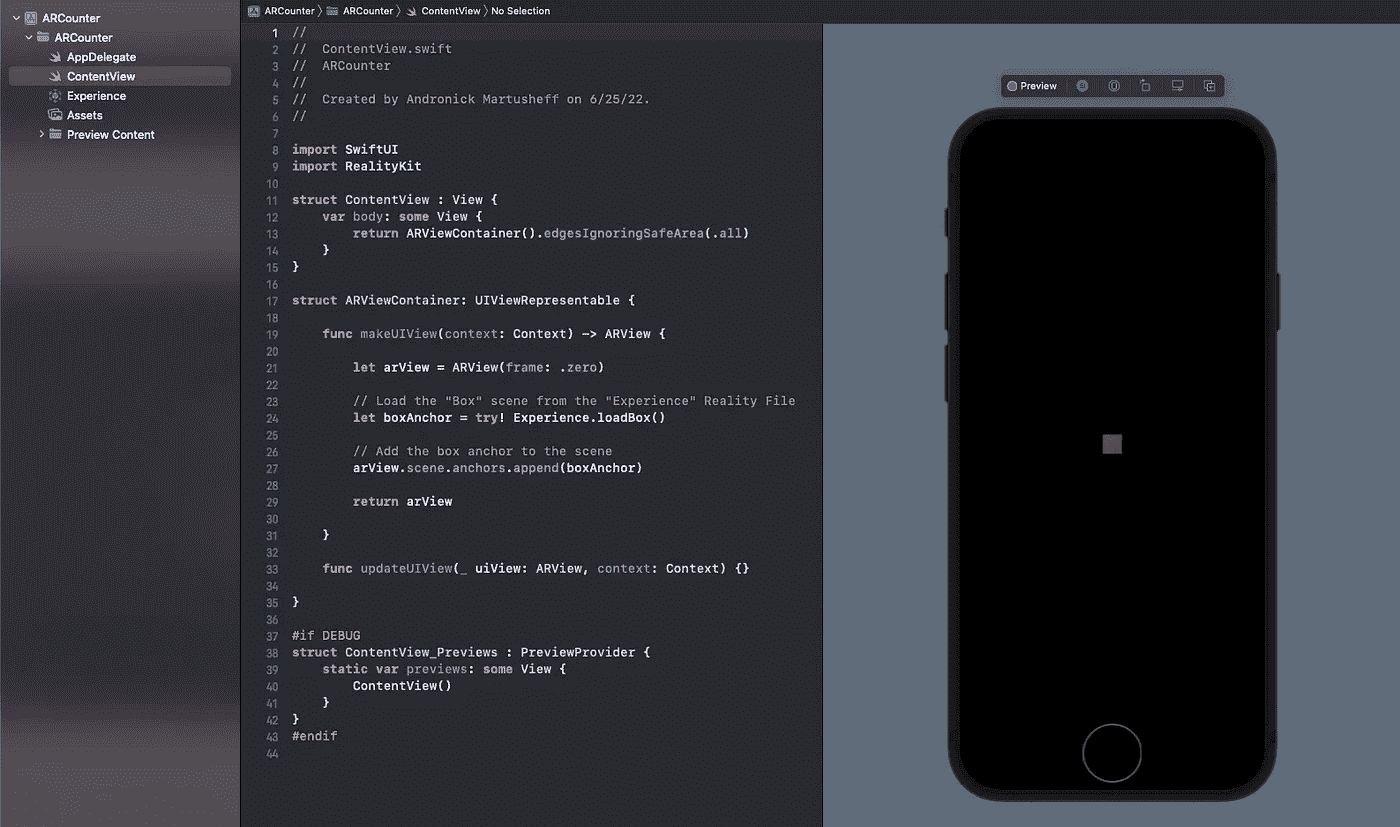 ARCounter
ARCounter
AppDelegate
ContentView
Experience
Assets
Preview Content
ARCounter ARCounter ContentView No Selection
1 //
2 //  ContentView.swift
3 //  ARCounter
4 //
5 //  Created by Andronick Martusheff on 6/25/22.
6 //
7
8 import SwiftUI
9 import RealityKit
10
11 struct ContentView : View {
12     var body: some View {
13         return ARViewContainer().edgesIgnoringSafeArea(.all)
14     }
15 }
16
17 struct ARViewContainer: UIViewRepresentable {
18
19     func makeUIView(context: Context) -> ARView {
20
21         let arView = ARView(frame: .zero)
22
23         // Load the "Box" scene from the "Experience" Reality File
24         let boxAnchor = try! Experience.loadBox()
25
26         // Add the box anchor to the scene
27         arView.scene.anchors.append(boxAnchor)
28
29         return arView
30
31     }
32
33     func updateUIView(_ uiView: ARView, context: Context) {}
34
35 }
36
37 #if DEBUG
38 struct ContentView_Previews : PreviewProvider {
39     static var previews: some View {
40         ContentView()
41     }
42 }
43 #endif
44
Preview